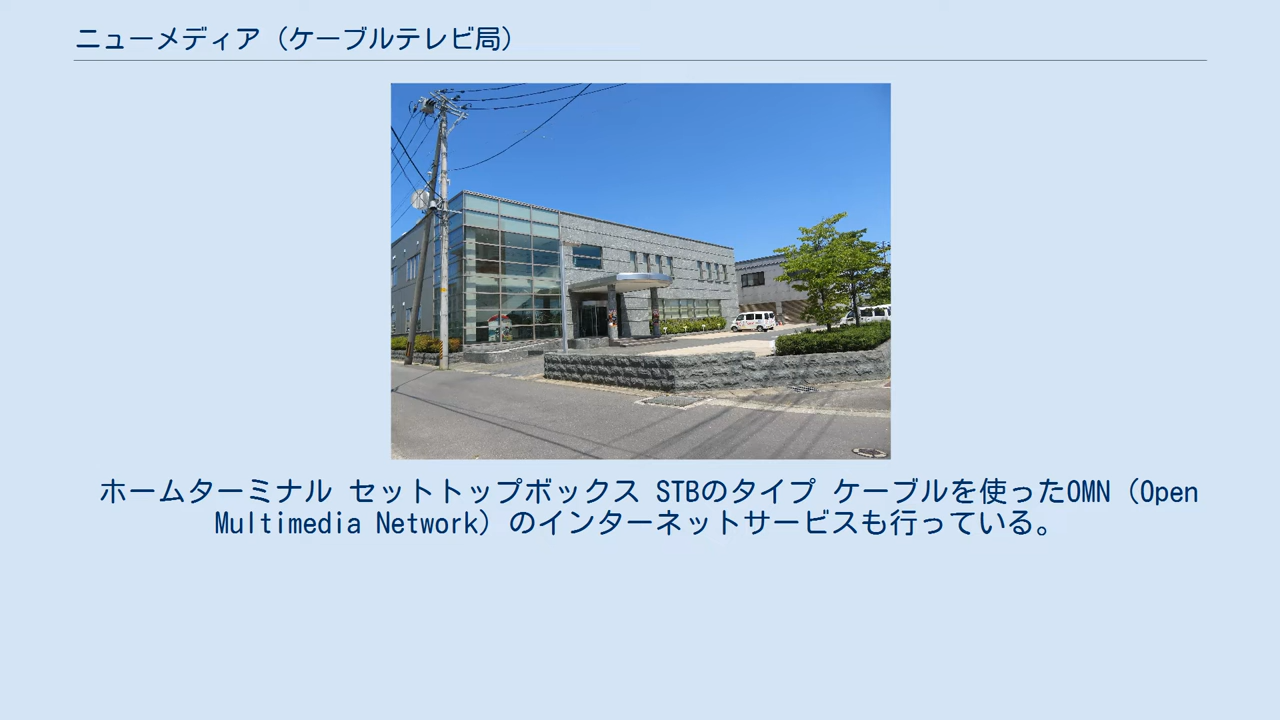 ニューメディア（ケーブルテレビ局）
ホームターミナル セットトップボックス STBのタイプ ケーブルを使ったOMN（Open
Multimedia Network）のインターネットサービスも行っている。